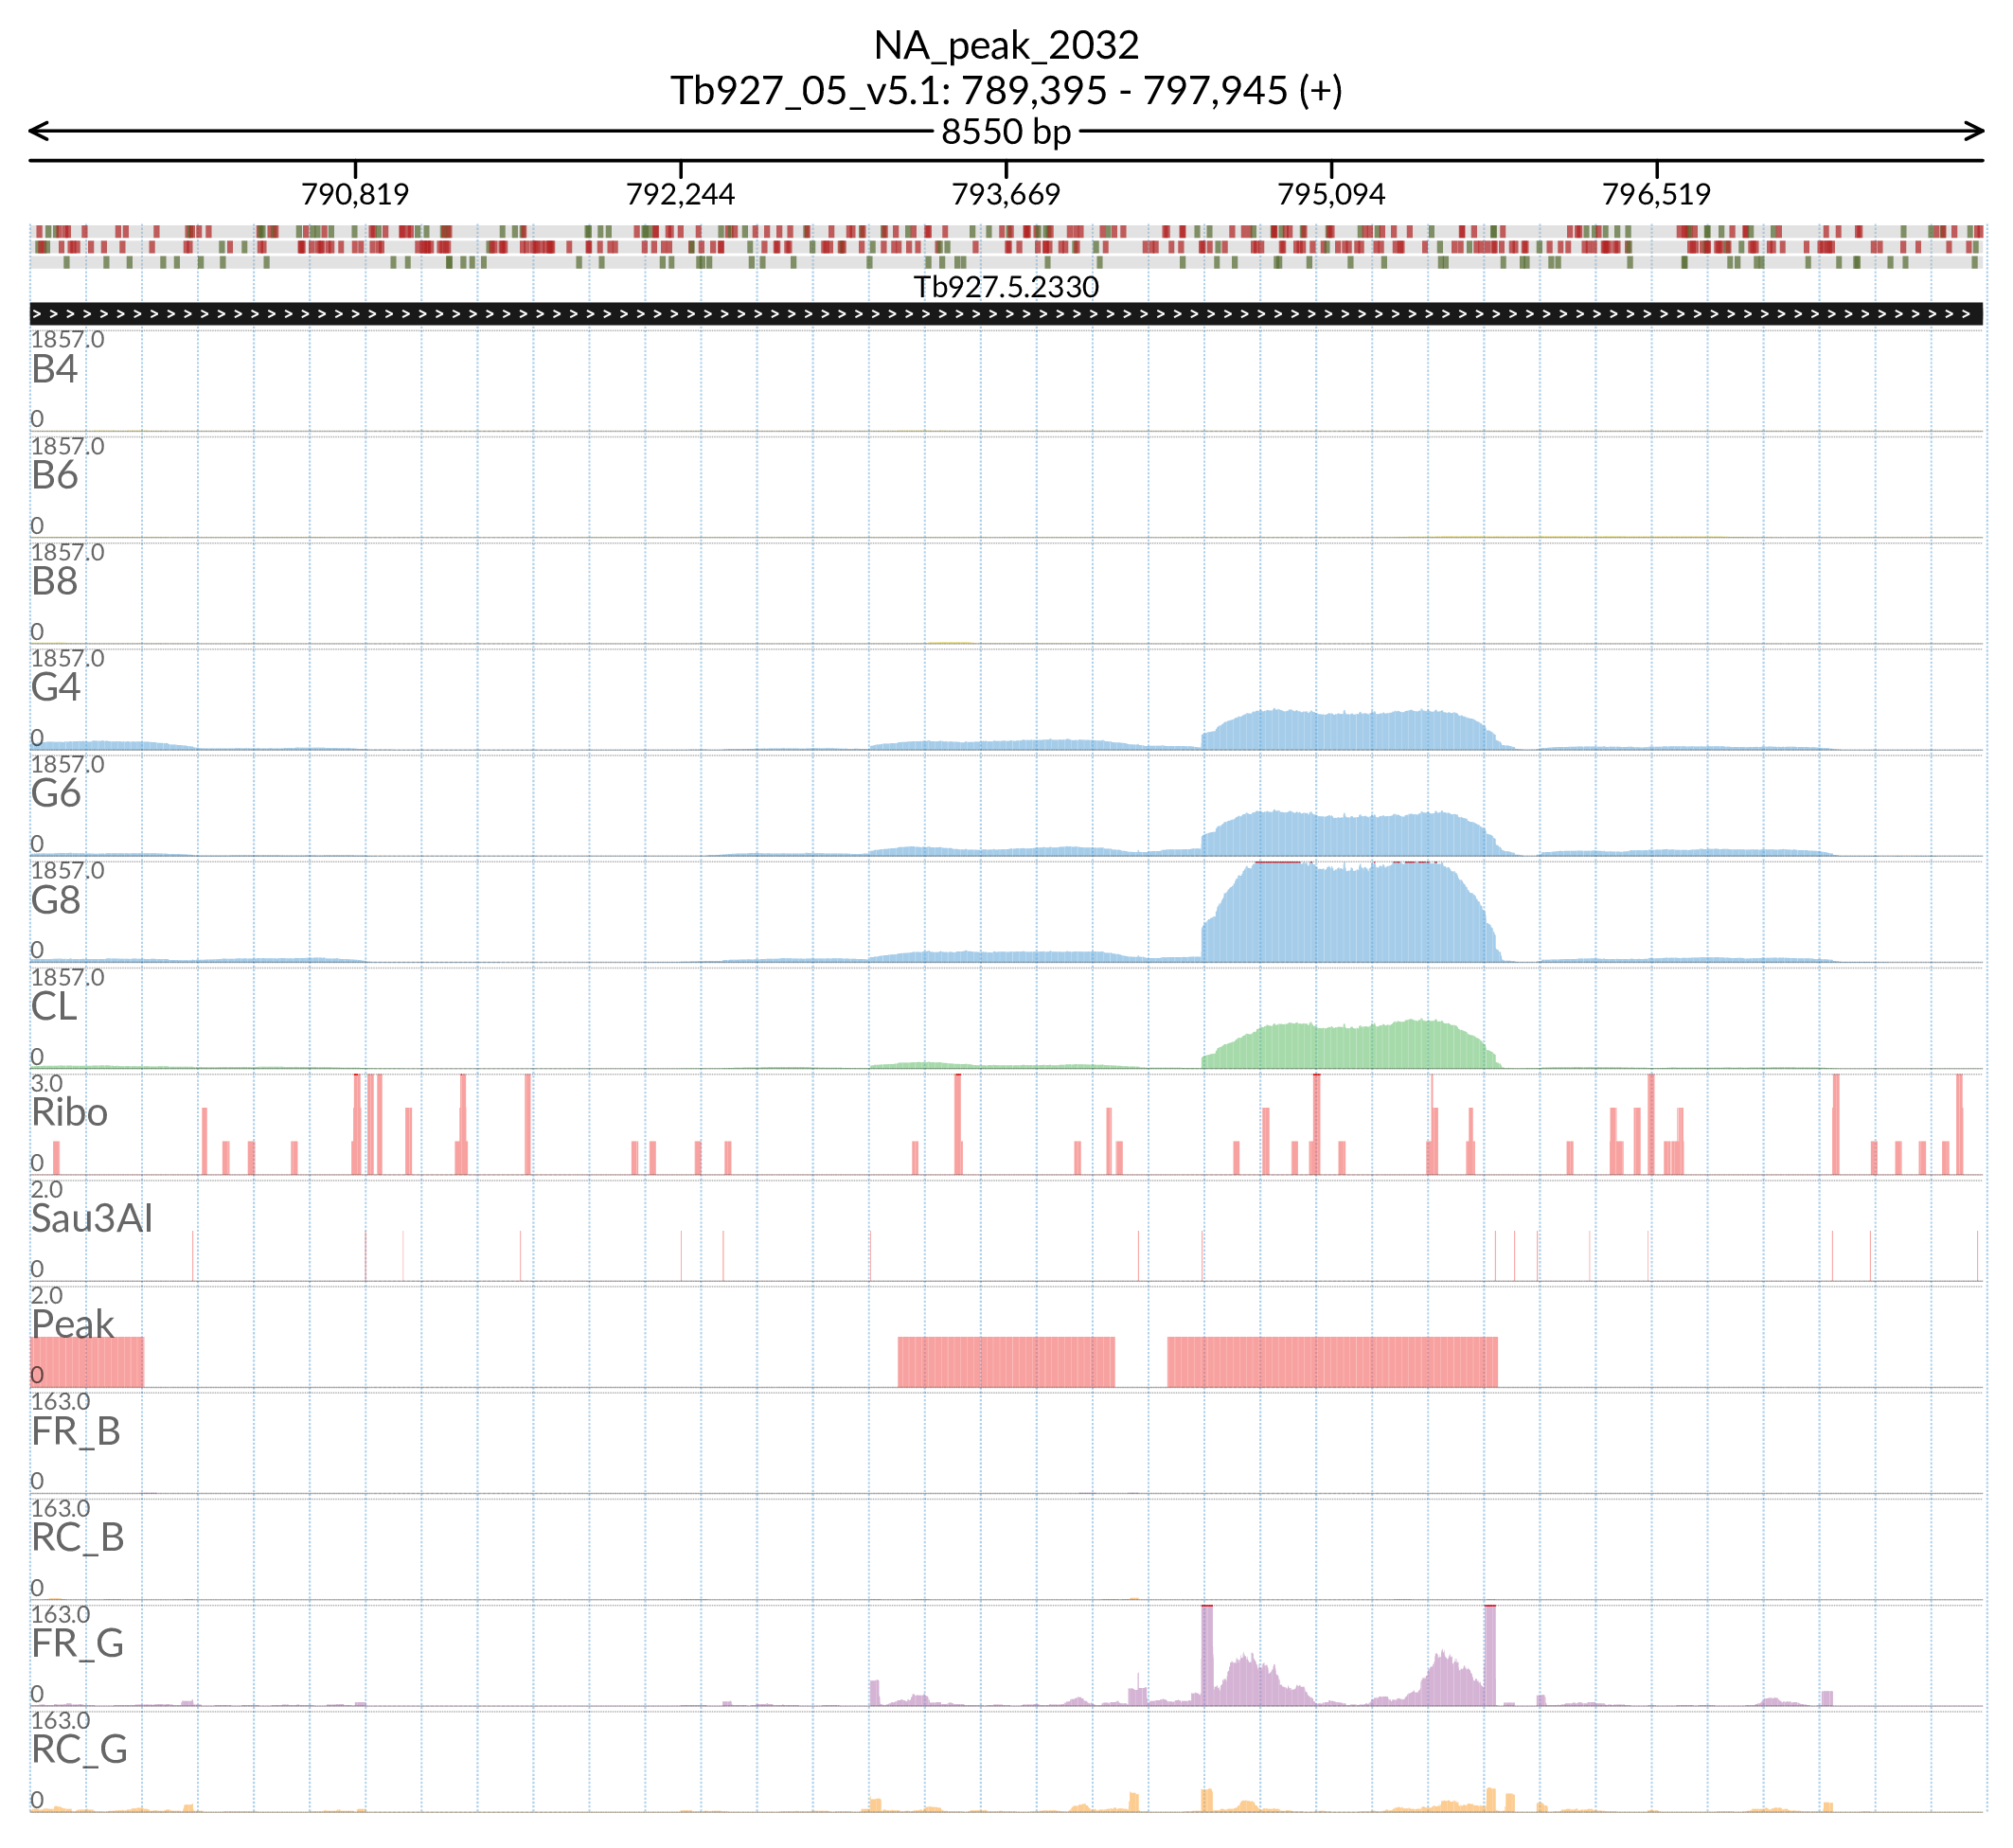 NA_peak_2032
Tb927_05_v5.1: 789,395 - 797,945 (+)
8550 bp
790,819 792,244 793,669 795,094 796,519
Tb927.5.2330
1857.0
B4
0
1857.0
B6
0
1857.0
B8
0
1857.0
G4
0
1857.0
G6
0
1857.0
G8
0
1857.0
CL
0
3.0
Ribo
0
2.0
Sau3AI
0
2.0
Peak
0
163.0
FR_B
0
163.0
RC_B
0
163.0
FR_G
0
163.0
RC_G
0